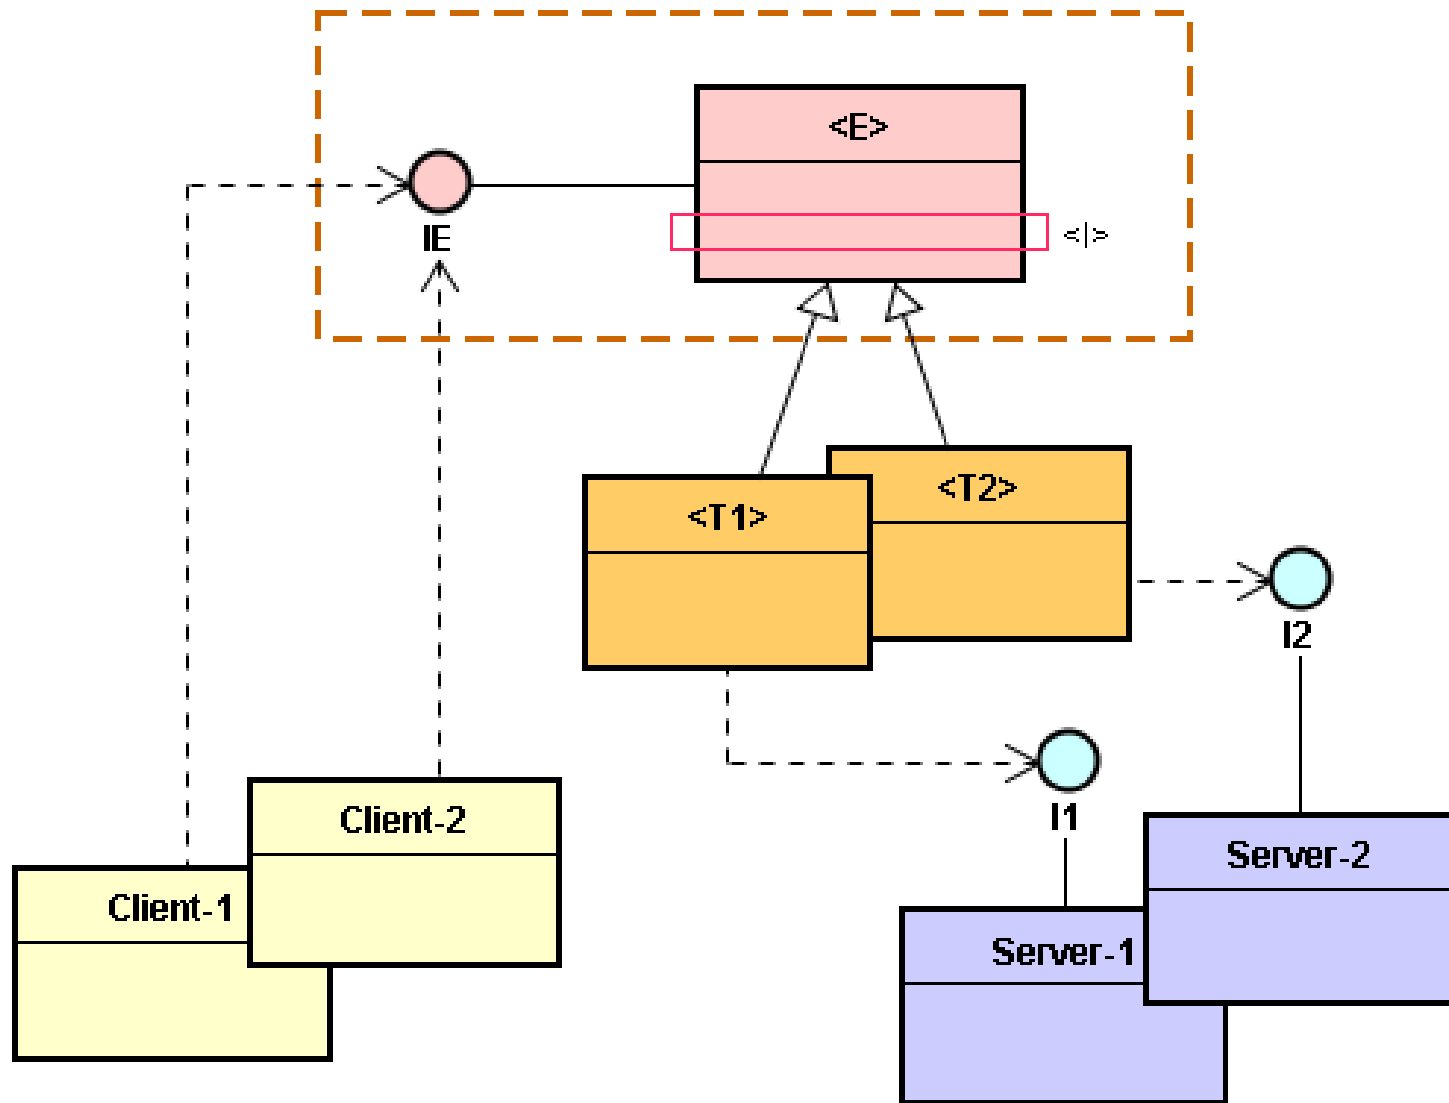 <E>
IE
<|>
<T2>
<T1>
I2
I1
Client-2
Server-2
Client-1
Server-1